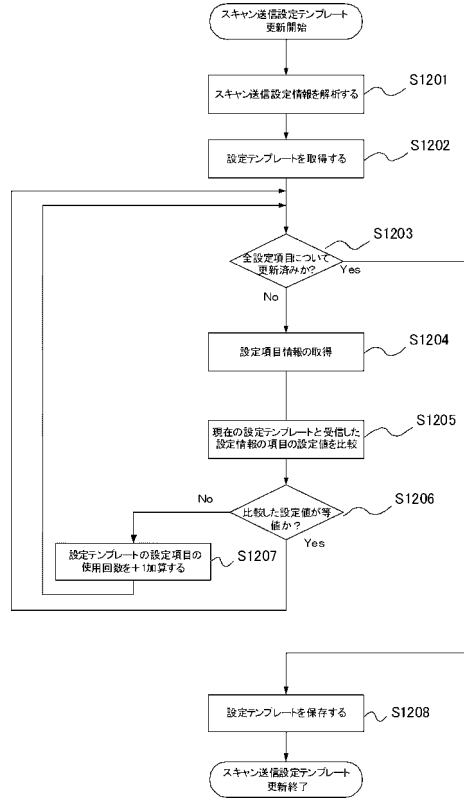 スキャン送信設定テンプレート
更新開始
スキャン送信設定情報を解析する
S1201
設定テンプレートを取得する
S1202
全設定項目について
更新済みか?
S1203
Yes
No
設定項目情報の取得
S1204
現在の設定テンプレートと受信した
設定情報の項目の設定値を比較
S1205
比較した設定値が等
値か?
S1206
No
Yes
設定テンプレートの設定項目の
使用回数を+1加算する
S1207
設定テンプレートを保存する
S1208
スキャン送信設定テンプレート
更新終了